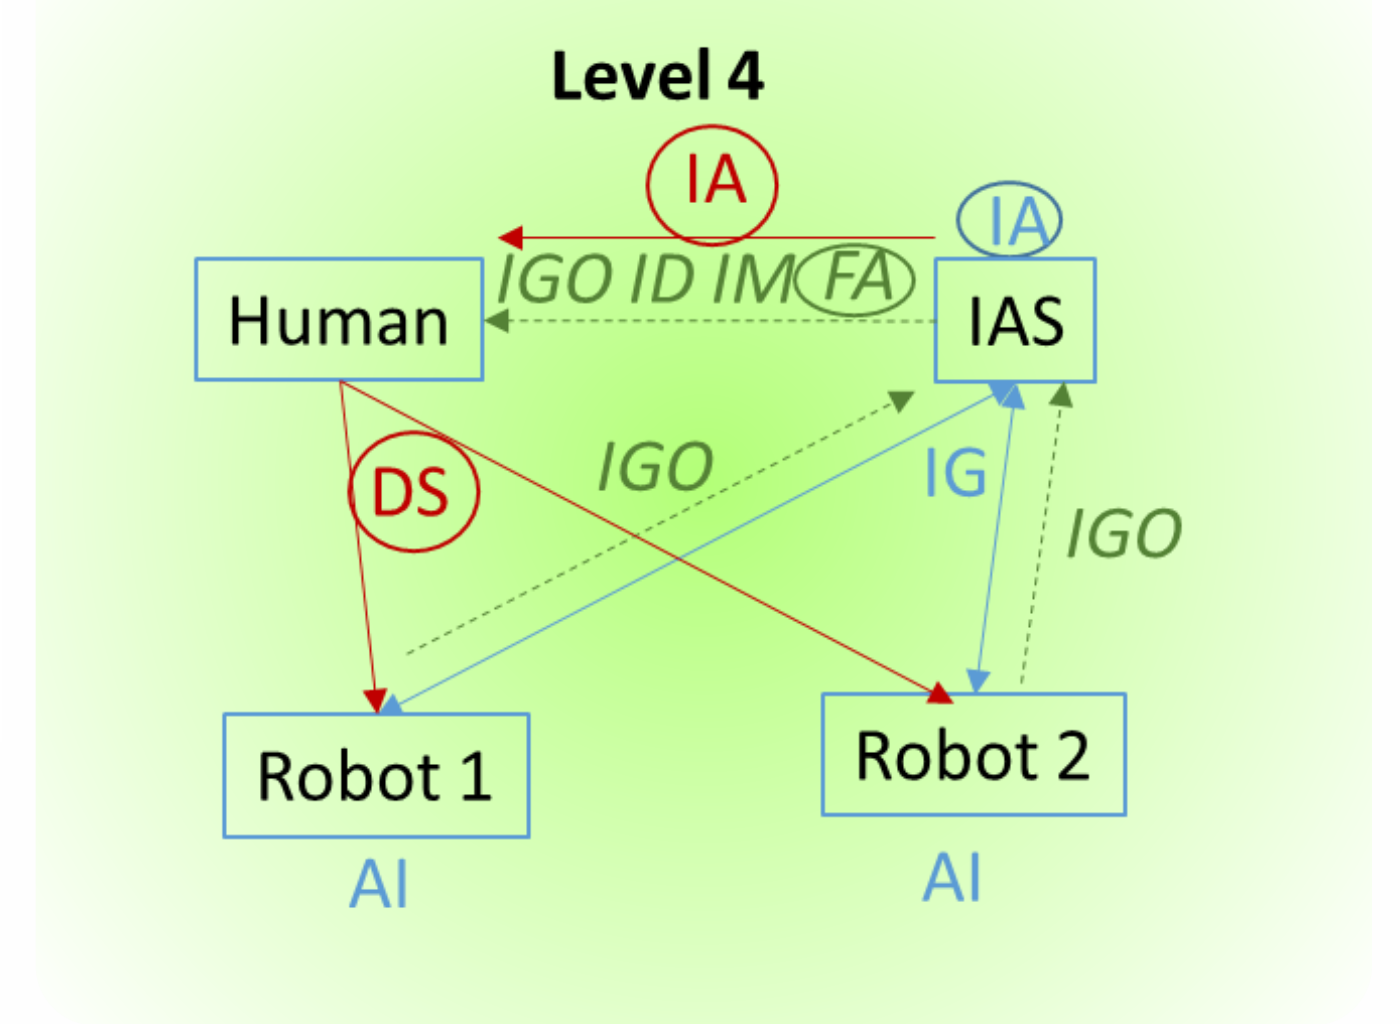 Level 4
IA
IA
IGO ID IM FA
Human
IAS
IGO
IG
DS
IGO
Robot 1
Robot 2
AI
AI